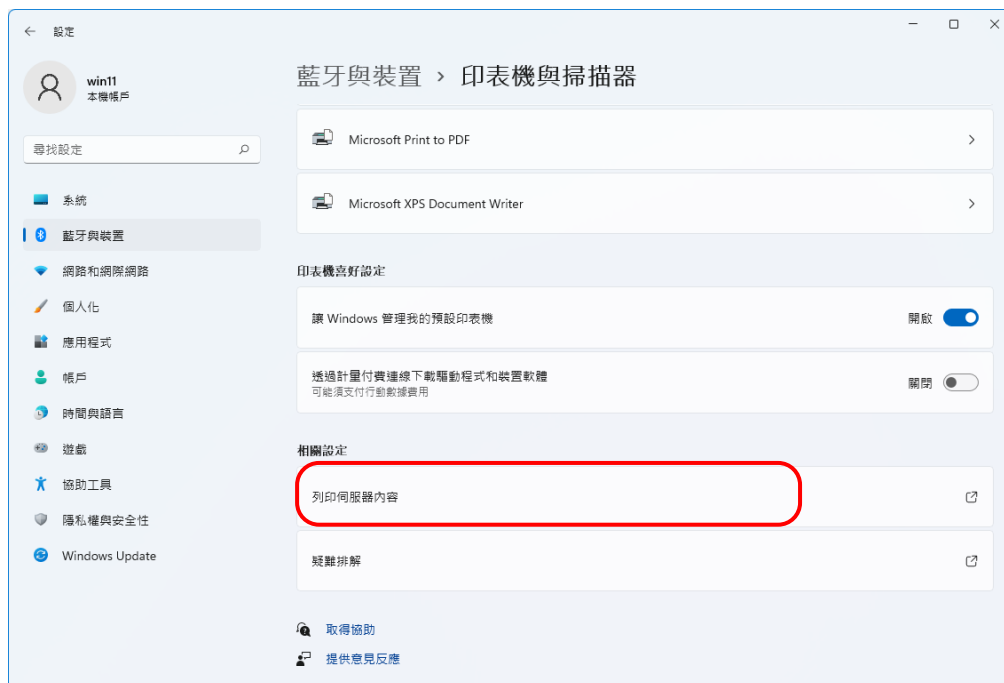 設定
win11
本機帳戶
尋找設定
系統
藍牙與裝置
網路和網際網路
個人化
應用程式
帳戶
時間與語言
遊戲
協助工具
隱私權與安全性
Windows Update
藍牙與裝置 › 印表機與掃描器
Microsoft Print to PDF
Microsoft XPS Document Writer
印表機喜好設定
讓 Windows 管理我的預設印表機
開啟
透過計量付費連線下載驅動程式和裝置軟體
可能須支付行動數據費用
關閉
相關設定
列印伺服器內容
疑難排解
取得協助
提供意見反應